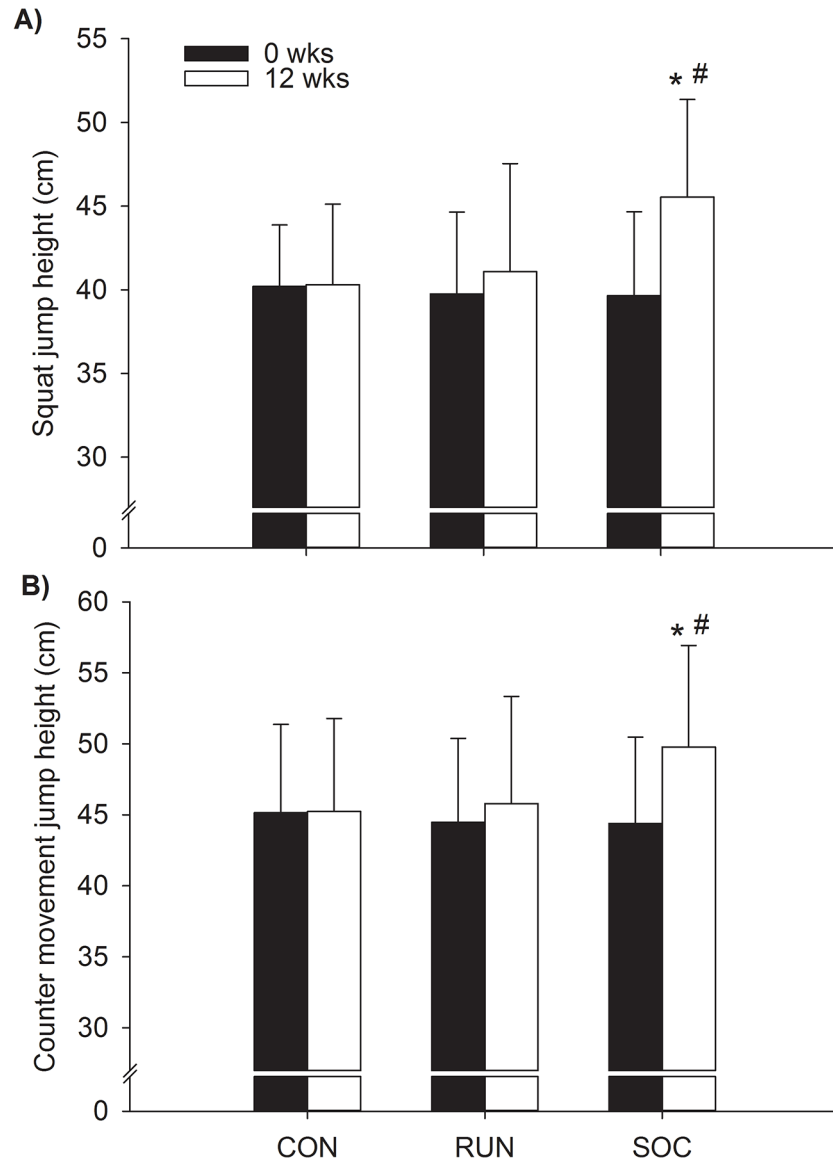 A)
55
50
45
40
35
30
0
Squat jump height (cm)
0 wks
12 wks
* #
B)
60
55
50
45
40
35
30
0
Counter movement jump height (cm)
* #
CON RUN SOC